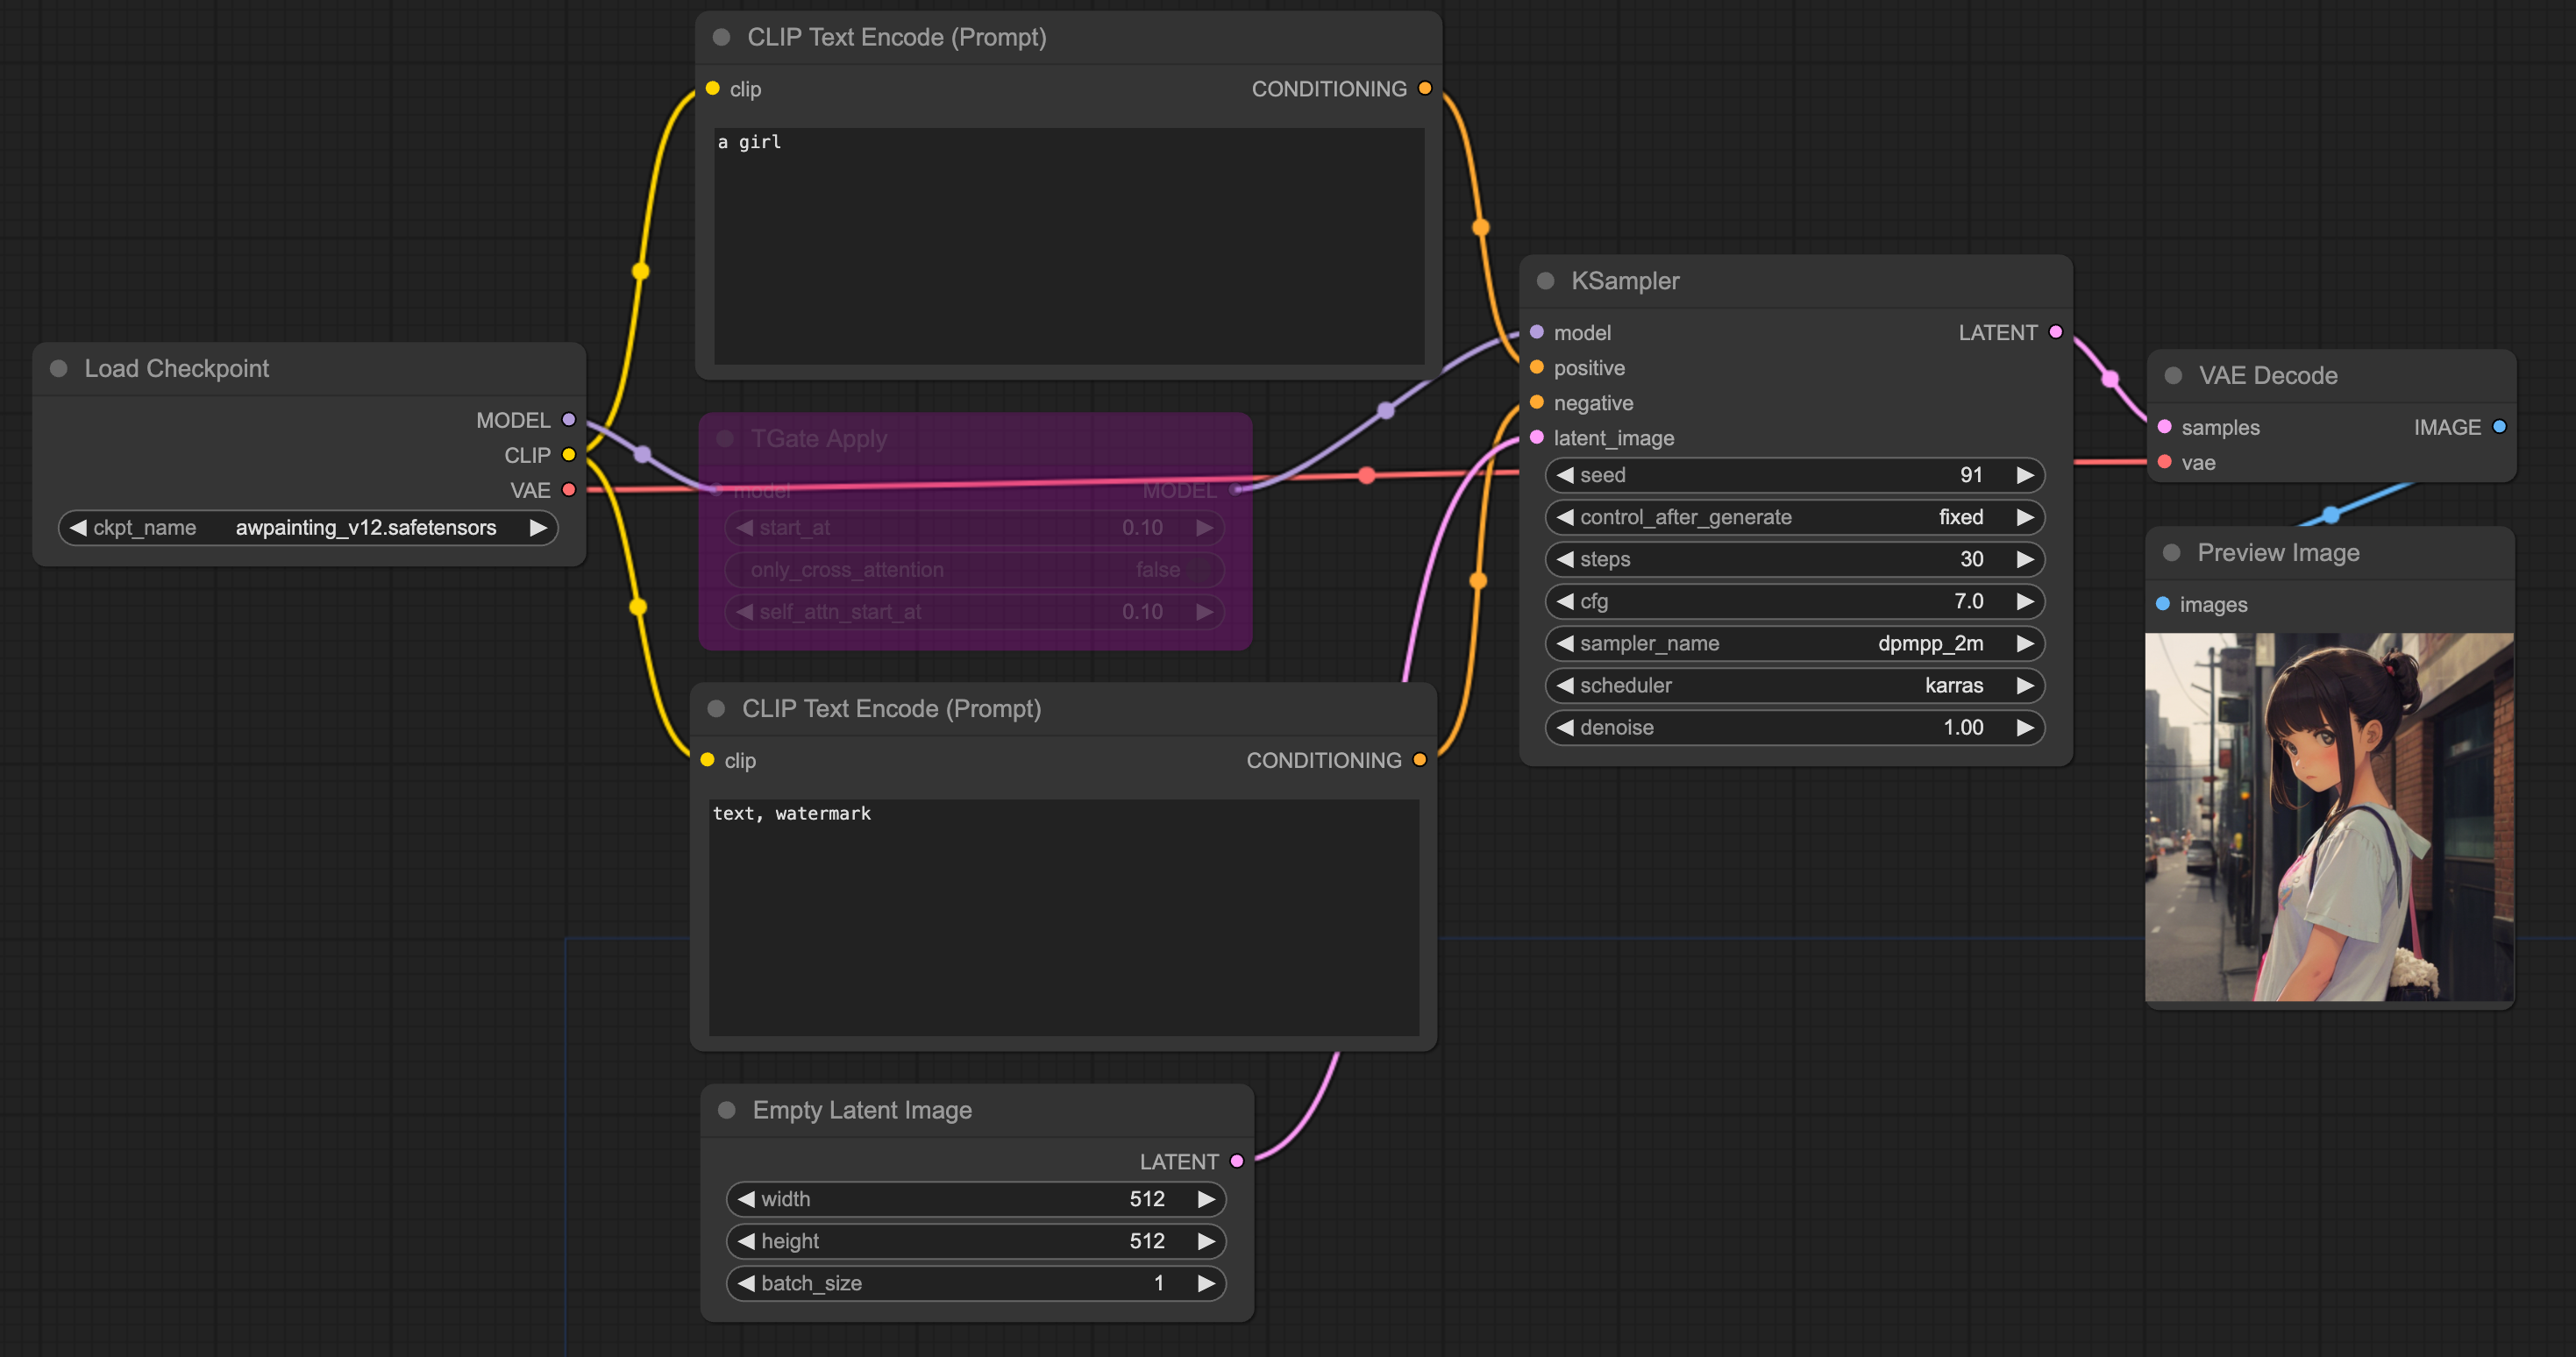 CLIP Text Encode (Prompt)
clip CONDITIONING
a girl
Load Checkpoint
MODEL
CLIP
VAE
ckpt_name awpainting_v12.safetensors
TGate Apply
model MODEL
start_at 0.10
only_cross_attention false
self_attn_start_at 0.10
CLIP Text Encode (Prompt)
clip CONDITIONING
text, watermark
Empty Latent Image
LATENT
width 512
height 512
batch_size 1
KSampler
model LATENT
positive
negative
latent_image
seed 91
control_after_generate fixed
steps 30
cfg 7.0
sampler_name dpmpp_2m
scheduler karras
denoise 1.00
VAE Decode
samples IMAGE
vae
Preview Image
images